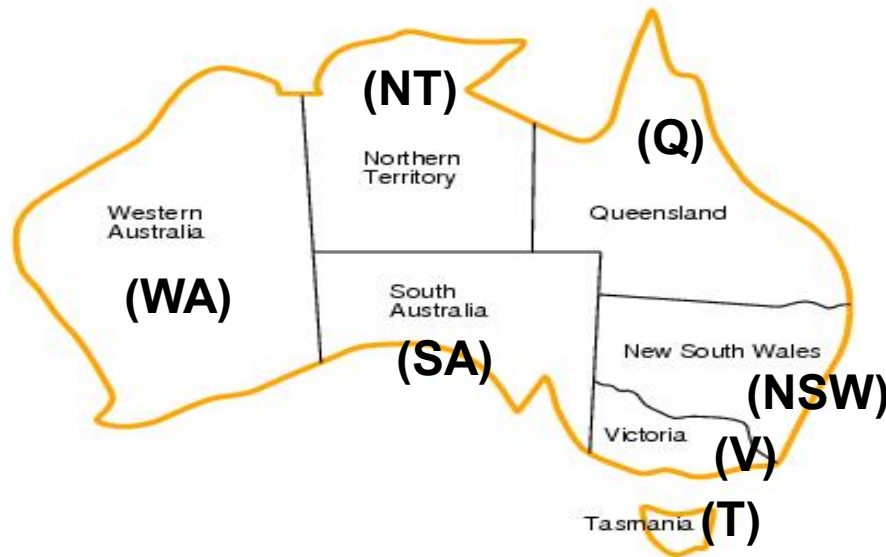 (NT)
(Q)
Northern
Territory
Western
Australia
Queensland
(WA)
South
Australia
(SA)
New South Wales
(NSW)
Victoria
(V)
Tasmania
(T)